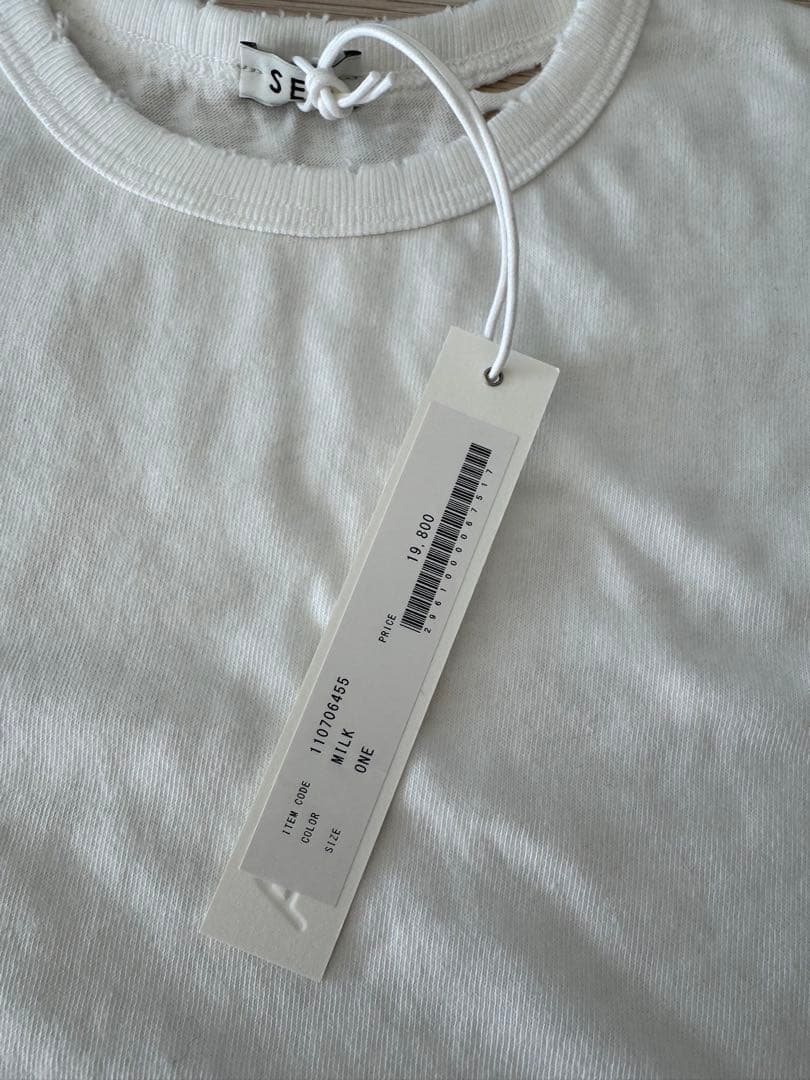 SE
ITEM CODE 110706455
COLOR MILK
SIZE ONE
PRICE 19,800
2961000067517
A